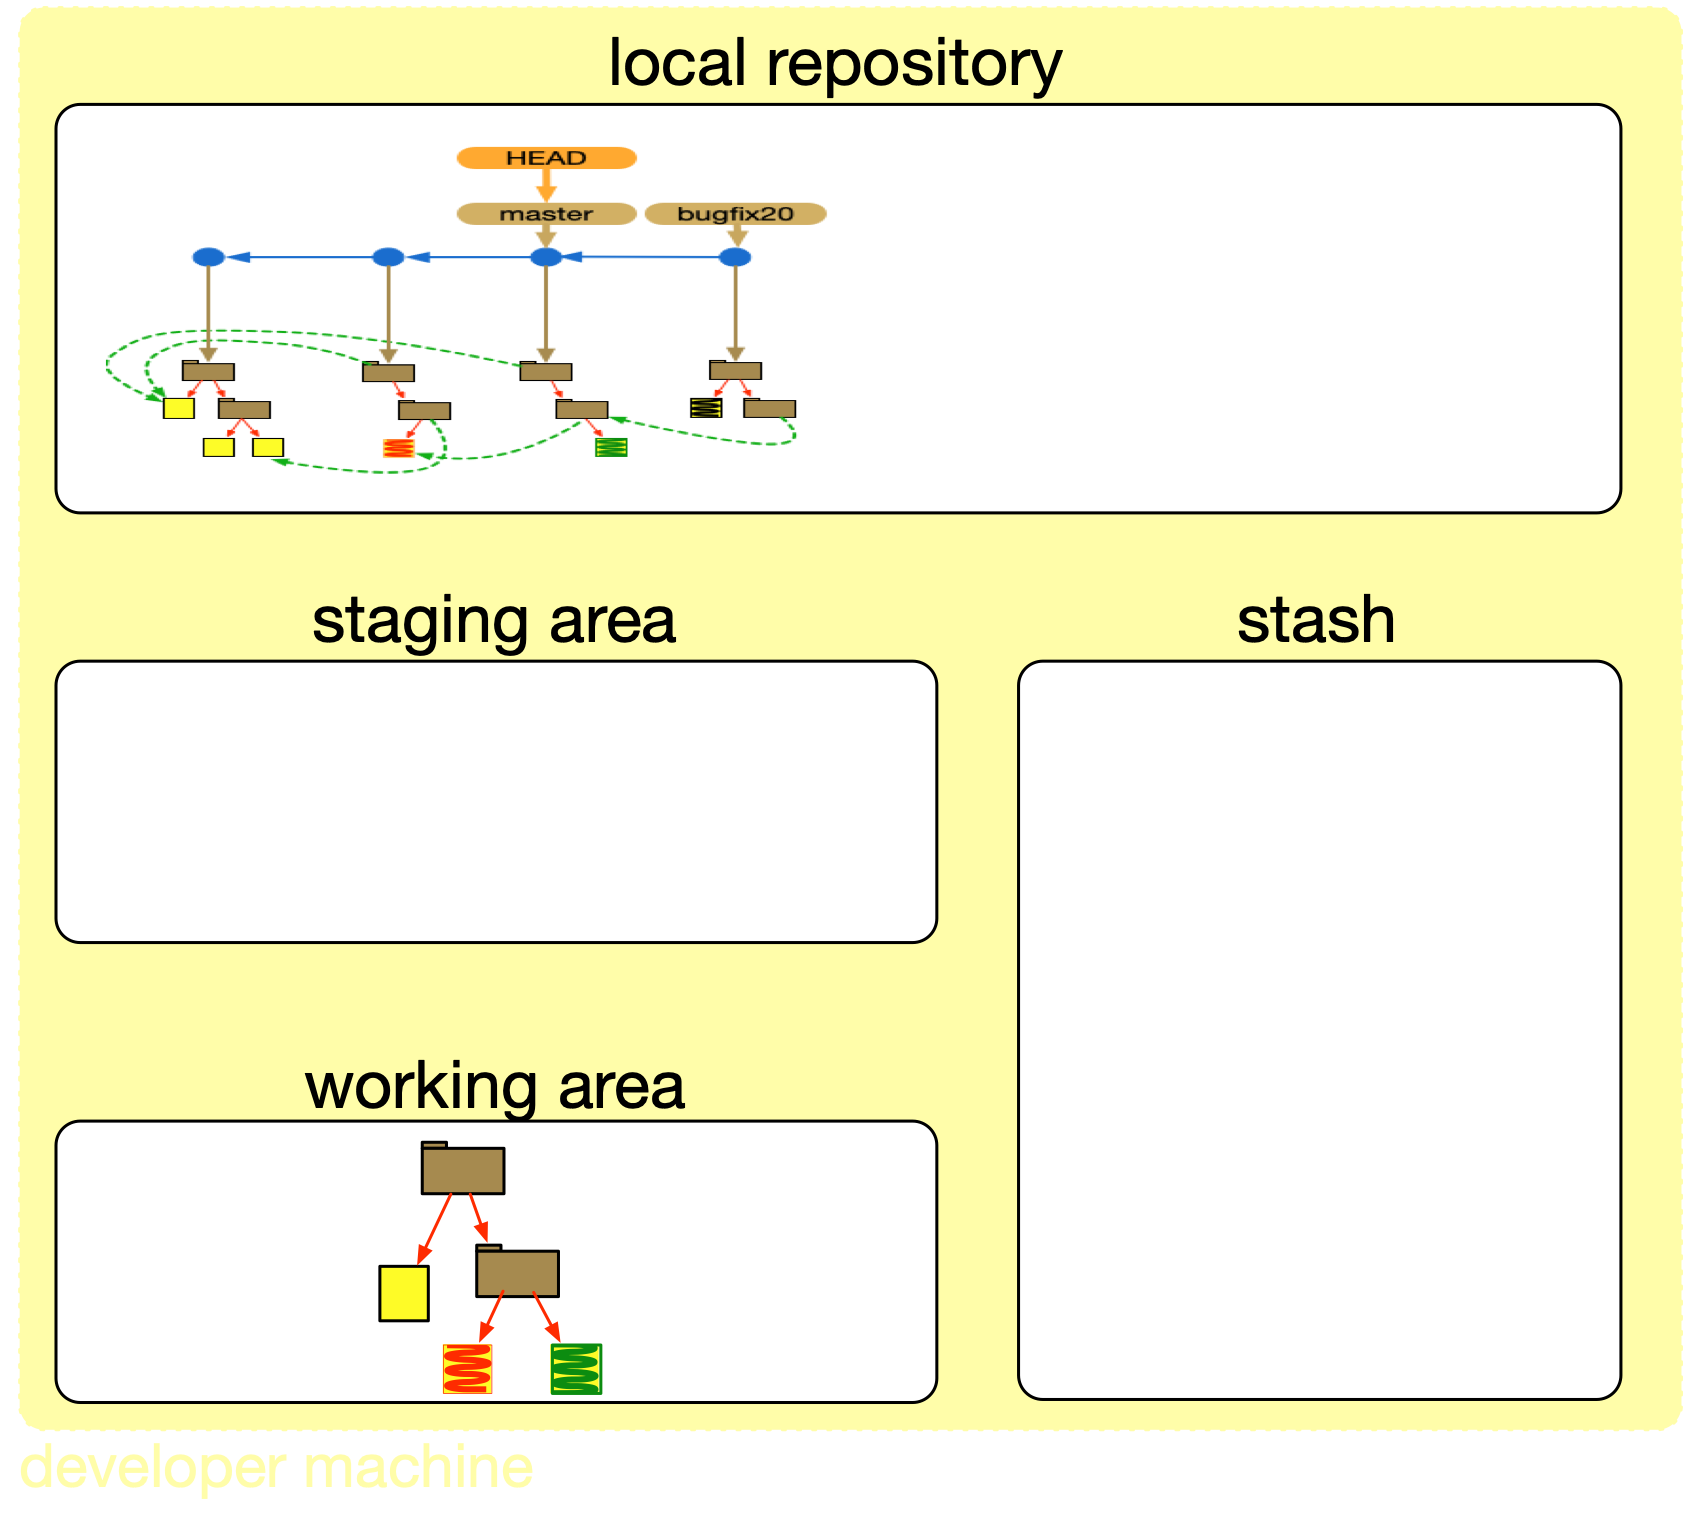 local repository
HEAD
master
bugfix20
staging area
stash
working area
developer machine